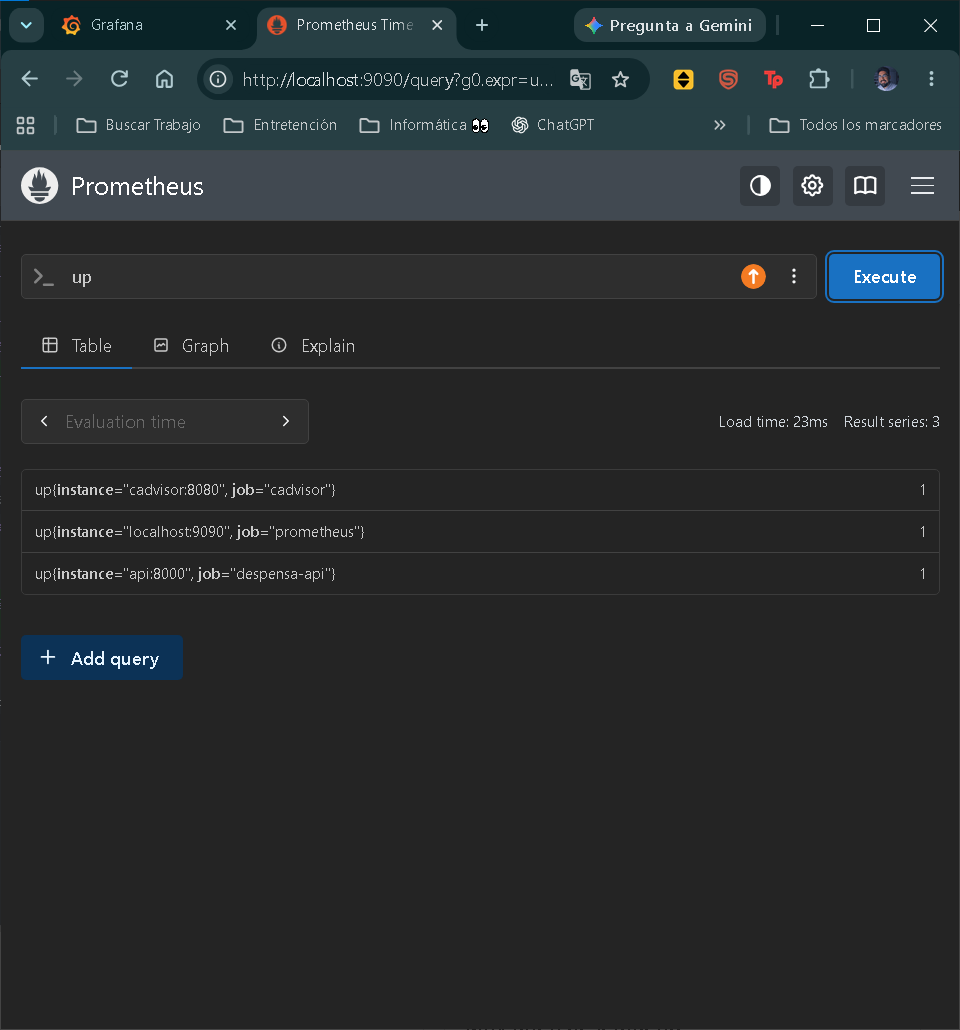 Grafana
Prometheus Time
Pregunta a Gemini
http://localhost:9090/query?g0.expr=u...
Buscar Trabajo
Entretención
Informática 👀
ChatGPT
Todos los marcadores
Prometheus
>_ up
Execute
Table
Graph
Explain
Evaluation time
Load time: 23ms Result series: 3
up{instance="cadvisor:8080", job="cadvisor"} 1
up{instance="localhost:9090", job="prometheus"} 1
up{instance="api:8000", job="despensa-api"} 1
+ Add query